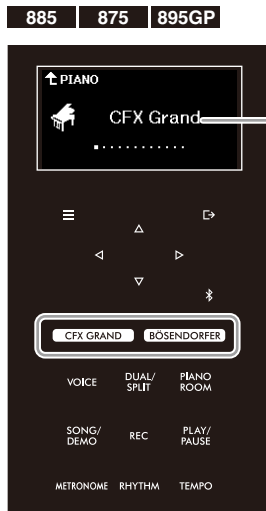 885 875 895GP
PIANO
CFX Grand
CFX GRAND BÖSENDORFER
VOICE DUAL/ SPLIT PIANO ROOM
SONG/ DEMO REC PLAY/ PAUSE
METRONOME RHYTHM TEMPO